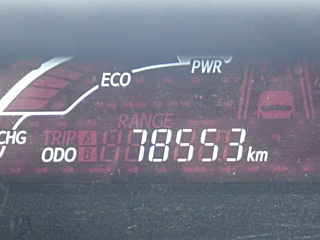 ECO PWR
CHG
RANGE
TRIP A
ODO B 78553 km